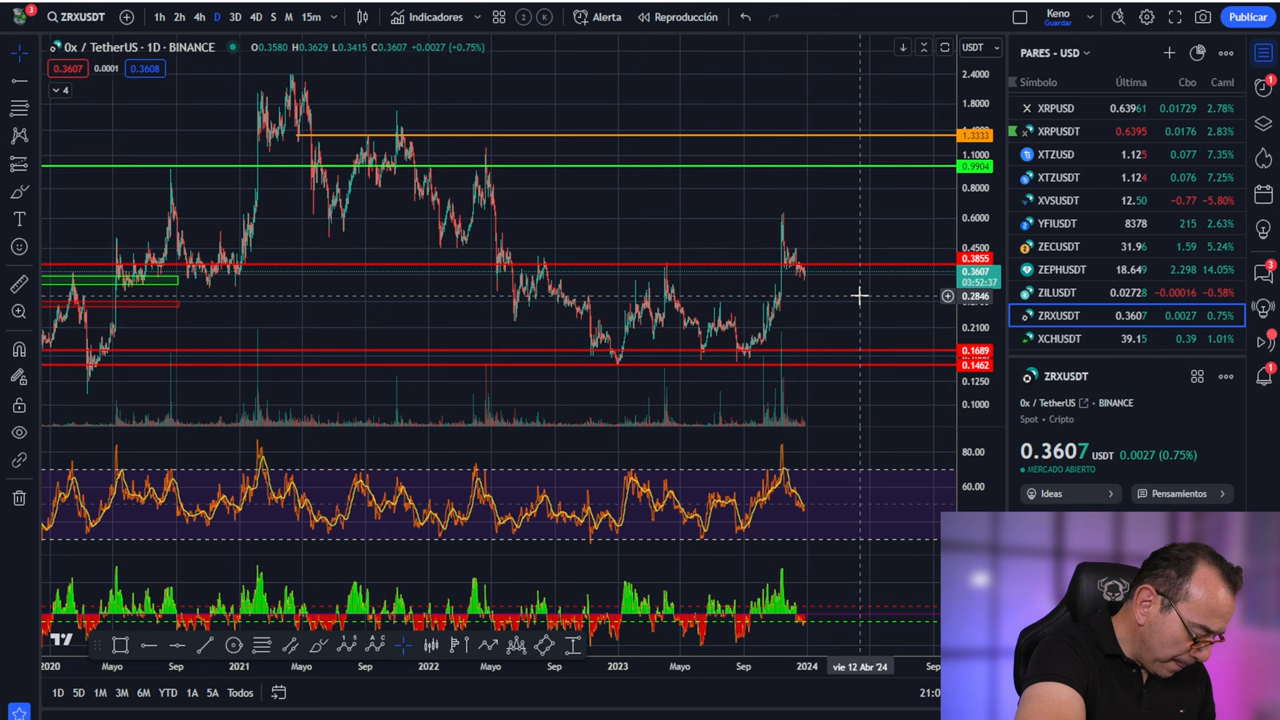 3
ZRXUSDT
1h 2h 4h D 3D 4D S M 15m
Indicadores
2 K
Alerta
Reproducción
Keno
Guardar
Publicar
0x / TetherUS · 1D · BINANCE
O0.3580 H0.3629 L0.3415 C0.3607 +0.0027 (+0.75%)
0.3607 0.0001 0.3608
4
USDT
2.4000
1.8000
1.3333
1.1000
0.9904
0.8000
0.6000
0.4500
0.3855
0.3607
03:52:37
0.2846
0.2100
0.1689
0.1462
0.1250
0.1000
80.00
60.00
PARES - USD
Símbolo Última Cbo Caml
XRPUSD 0.63961 0.01729 2.78%
XRPUSDT 0.6395 0.0176 2.83%
XTZUSD 1.125 0.077 7.35%
XTZUSDT 1.124 0.076 7.25%
XVSUSDT 12.50 -0.77 -5.80%
YFIUSDT 8378 215 2.63%
ZECUSDT 31.96 1.59 5.24%
ZEPHUSDT 18.649 2.298 14.05%
ZILUSDT 0.02728 -0.00016 -0.58%
ZRXUSDT 0.3607 0.0027 0.75%
XCHUSDT 39.15 0.39 1.01%
1
3
1
ZRXUSDT
0x / TetherUS · BINANCE
Spot · Cripto
0.3607 USDT 0.0027 (0.75%)
MERCADO ABIERTO
Ideas
Pensamientos
2020 Mayo Sep 2021 Mayo Sep 2022 Mayo Sep 2023 Mayo Sep 2024 vie 12 Abr '24 Sep
1D 5D 1M 3M 6M YTD 1A 5A Todos